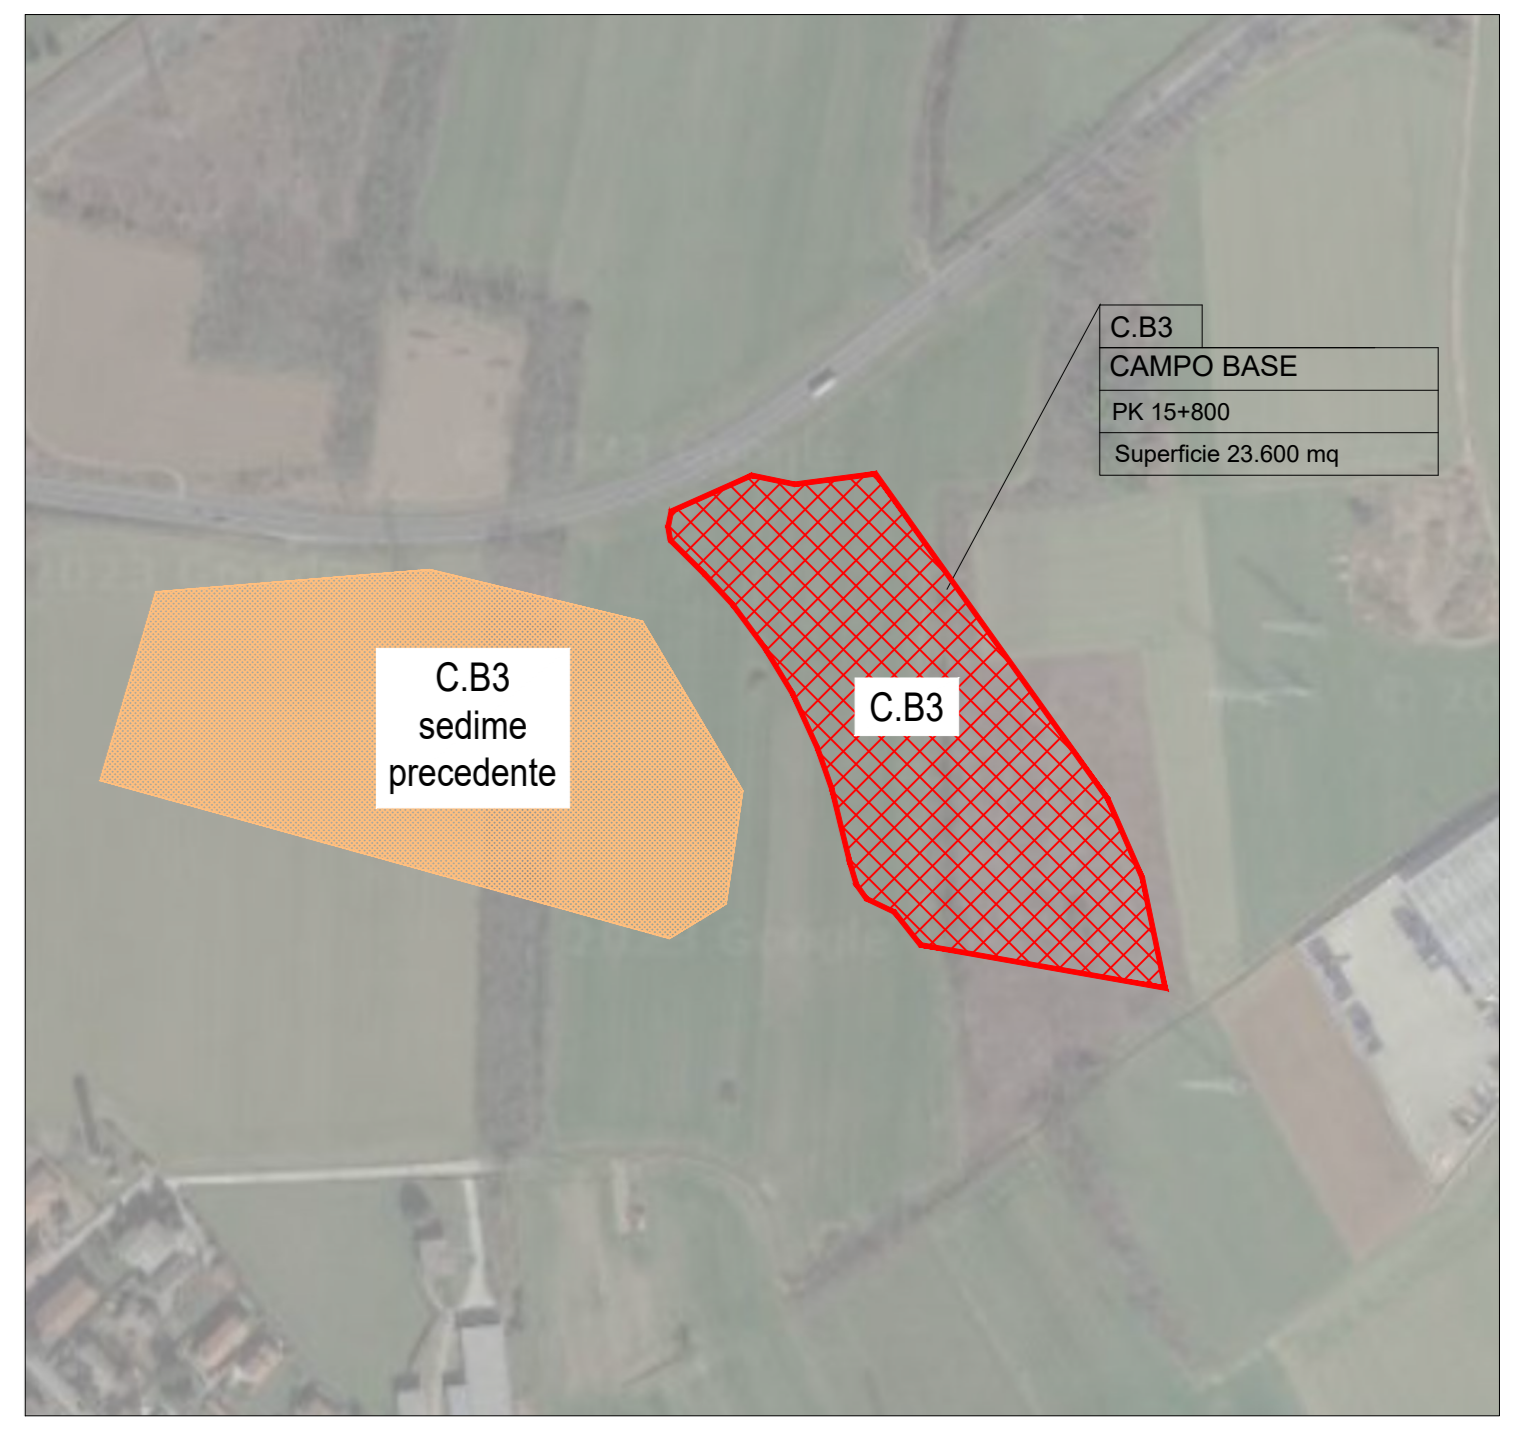 C.B3
CAMPO BASE
PK 15+800
Superficie 23.600 mq
C.B3
sedime
precedente
C.B3